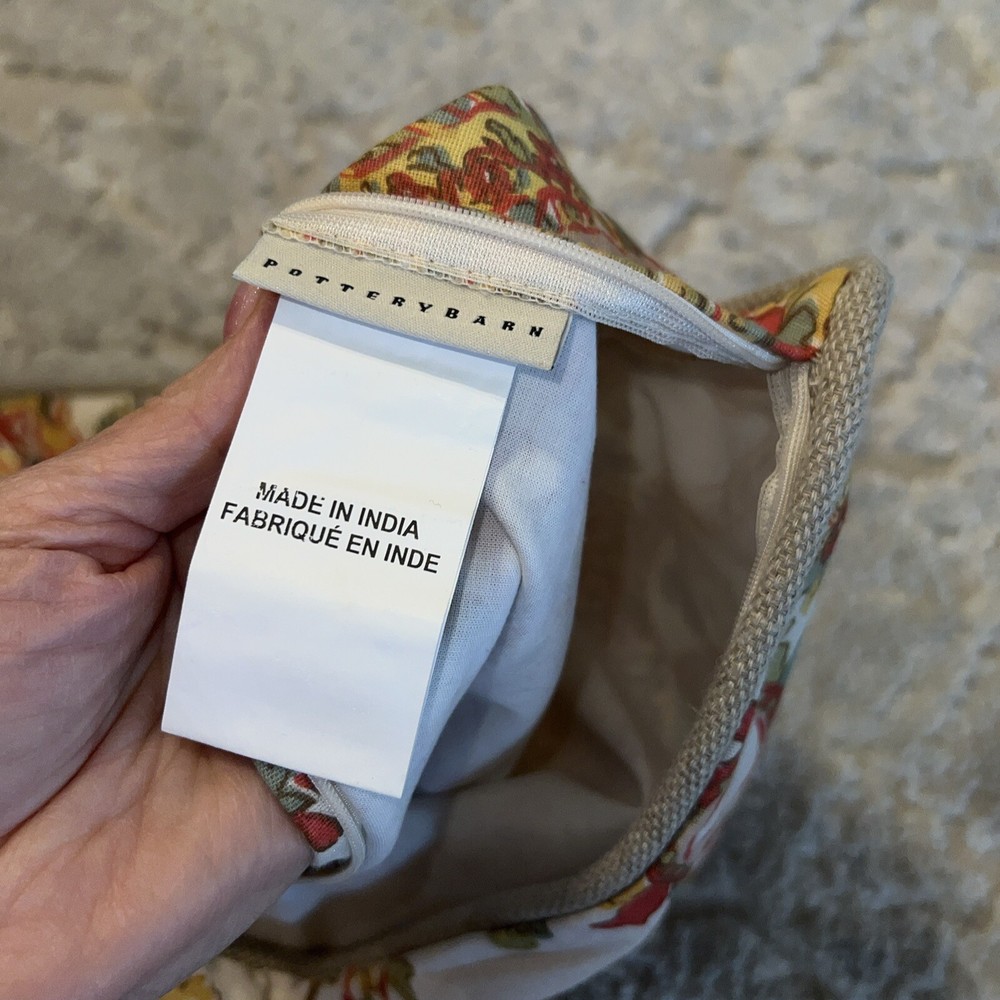 POTTERYBARN
MADE IN INDIA
FABRIQUÉ EN INDE